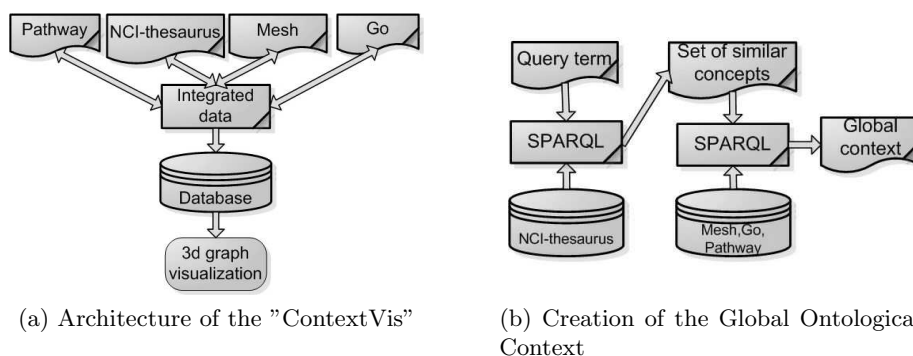 Pathway
NCI-thesaurus
Mesh
Go
Integrated
data
Database
3d graph
visualization
(a) Architecture of the ”ContextVis”
Query term
Set of similar
concepts
SPARQL
SPARQL
Global
context
NCI-thesaurus
Mesh,Go,
Pathway
(b) Creation of the Global Ontologica
Context